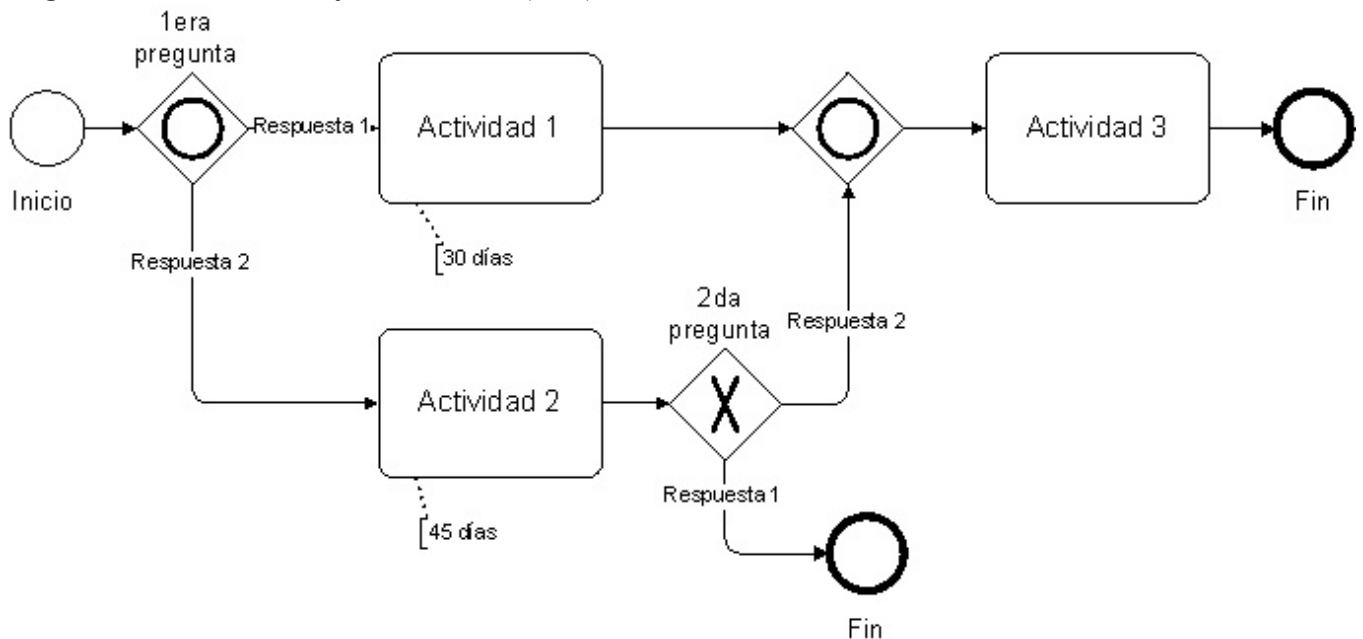 1era
pregunta
Respuesta 1
Actividad 1
Actividad 3
Inicio
Fin
Respuesta 2
30 días
2da
pregunta
Respuesta 2
Actividad 2
Respuesta 1
45 días
Fin